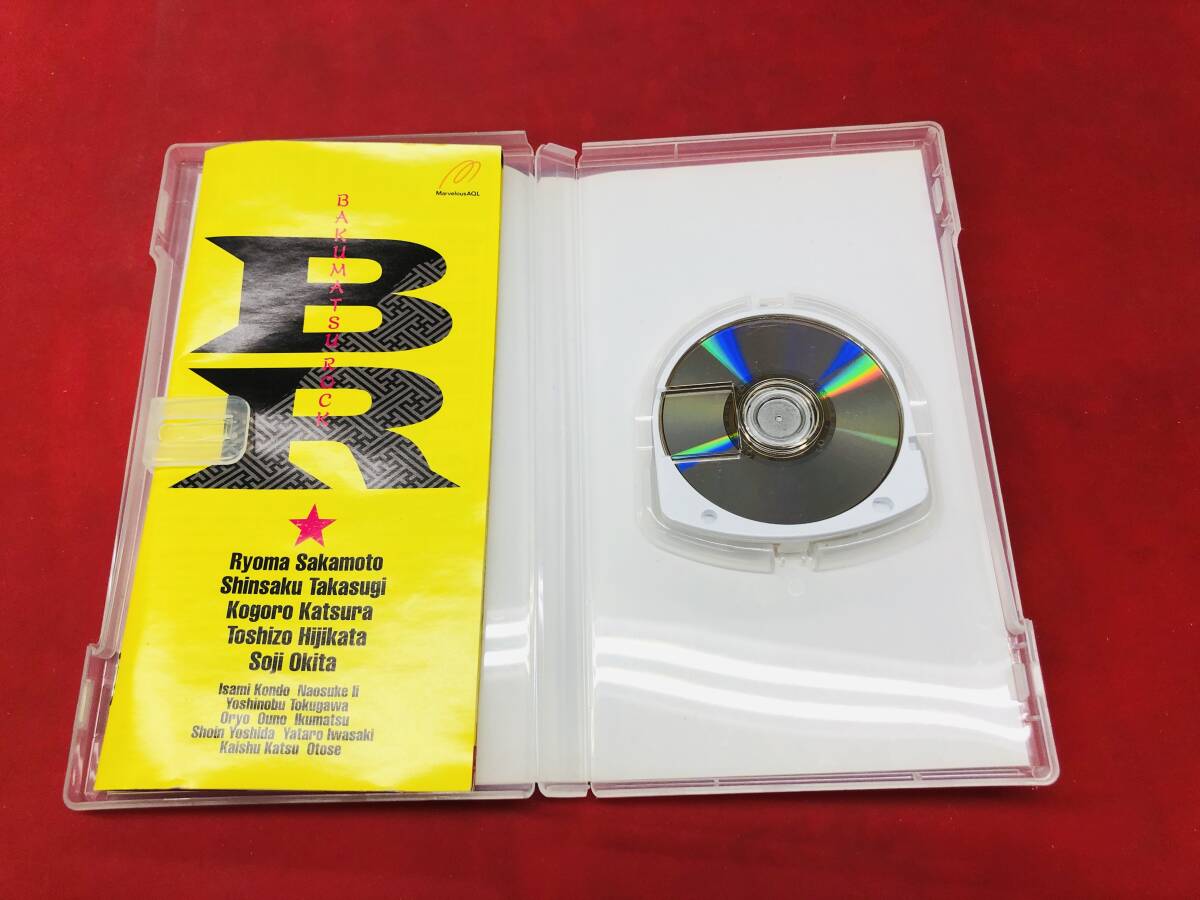 MarvelousAQL
BAKUMATSU ROCK
BR
Ryoma Sakamoto
Shinsaku Takasugi
Kogoro Katsura
Toshizo Hijikata
Soji Okita
Isami Kondo Naosuke Ii
Yoshinobu Tokugawa
Oryo Ouno Ikumatsu
Shoin Yoshida Yataro Iwasaki
Kaishu Katsu Otose